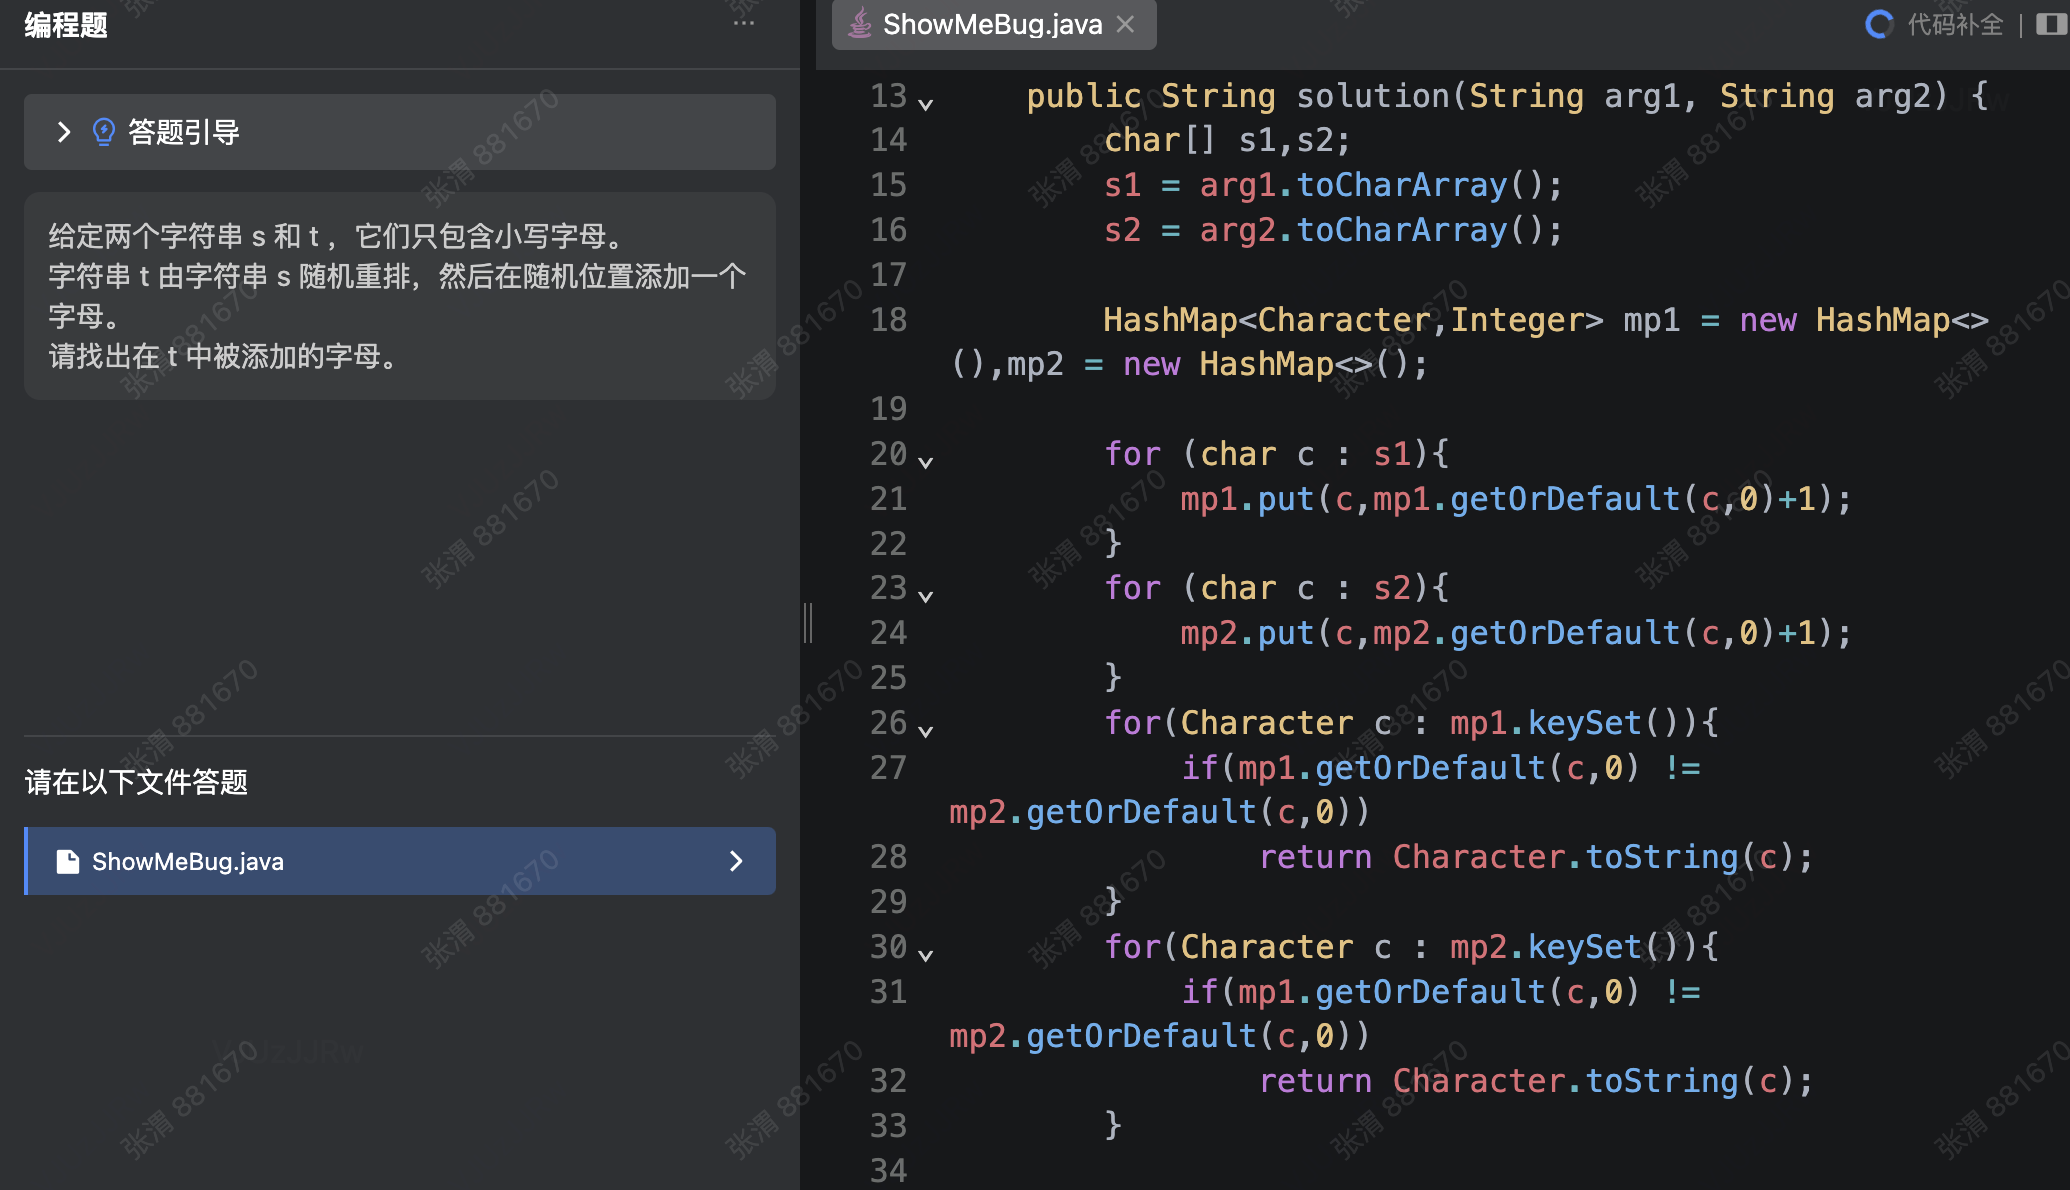 编程题
···
答题引导
给定两个字符串 s 和 t ，它们只包含小写字母。
字符串 t 由字符串 s 随机重排，然后在随机位置添加一个
字母。
请找出在 t 中被添加的字母。
请在以下文件答题
ShowMeBug.java
ShowMeBug.java
代码补全
13 public String solution(String arg1, String arg2) {
14 char[] s1,s2;
15 s1 = arg1.toCharArray();
16 s2 = arg2.toCharArray();
17
18 HashMap<Character,Integer> mp1 = new HashMap<>
(),mp2 = new HashMap<>();
19
20 for (char c : s1){
21 mp1.put(c,mp1.getOrDefault(c,0)+1);
22 }
23 for (char c : s2){
24 mp2.put(c,mp2.getOrDefault(c,0)+1);
25 }
26 for(Character c : mp1.keySet()){
27 if(mp1.getOrDefault(c,0) !=
mp2.getOrDefault(c,0))
28 return Character.toString(c);
29 }
30 for(Character c : mp2.keySet()){
31 if(mp1.getOrDefault(c,0) !=
mp2.getOrDefault(c,0))
32 return Character.toString(c);
33 }
34
张渭 881670